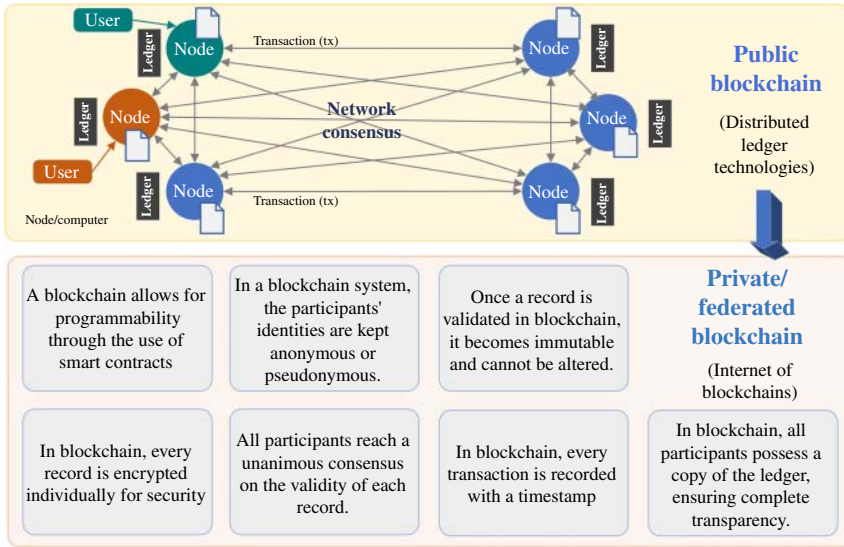 User
Node
Ledger
Transaction (tx)
Node
Ledger
Ledger
Node
Network
consensus
Node
Ledger
User
Ledger
Node
Transaction (tx)
Node
Ledger
Node/computer
Public
blockchain
(Distributed
ledger
technologies)
A blockchain allows for
programmability
through the use of
smart contracts
In a blockchain system,
the participants'
identities are kept
anonymous or
pseudonymous.
Once a record is
validated in blockchain,
it becomes immutable
and cannot be altered.
Private/
federated
blockchain
(Internet of
blockchains)
In blockchain, every
record is encrypted
individually for security
All participants reach a
unanimous consensus
on the validity of each
record.
In blockchain, every
transaction is recorded
with a timestamp
In blockchain, all
participants possess a
copy of the ledger,
ensuring complete
transparency.